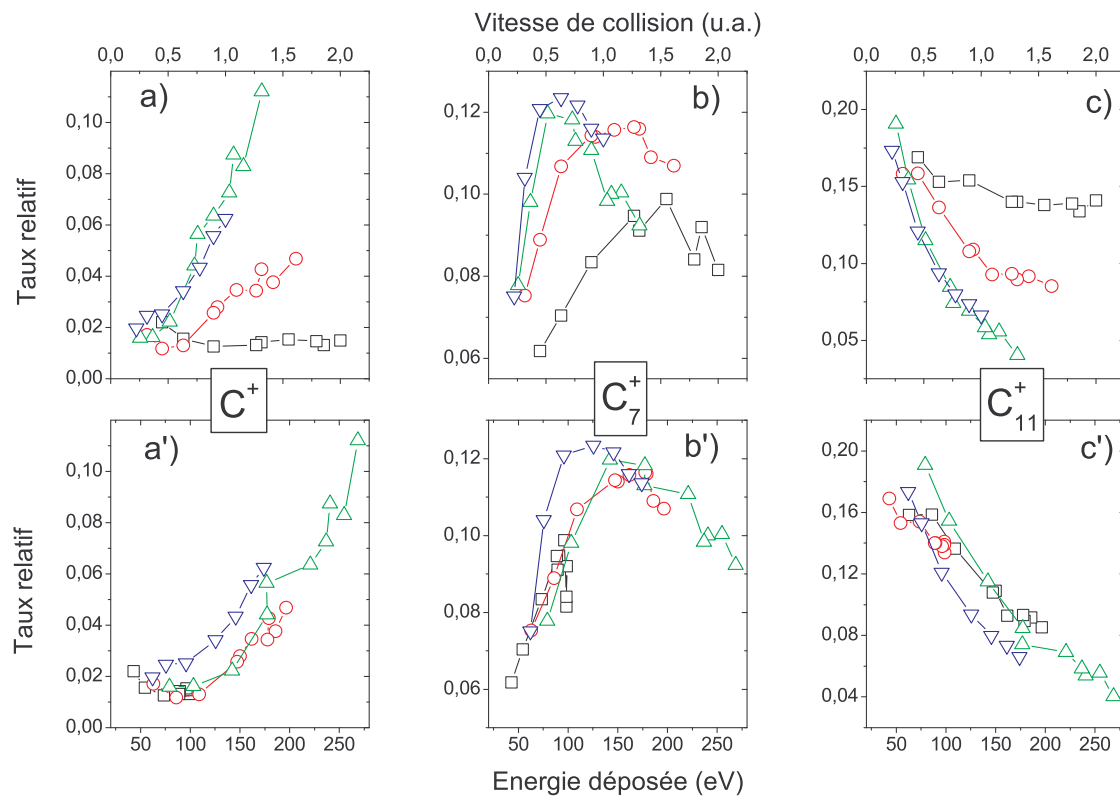 Vitesse de collision (u.a.)
0,0 0,5 1,0 1,5 2,0
0,0 0,5 1,0 1,5 2,0
0,0 0,5 1,0 1,5 2,0
a)
b)
c)
Taux relatif
0,10
0,08
0,06
0,04
0,02
0,00
0,12
0,10
0,08
0,06
0,20
0,15
0,10
0,05
C⁺
C₇⁺
C₁₁⁺
a')
b')
c')
Taux relatif
0,10
0,08
0,06
0,04
0,02
0,00
0,12
0,10
0,08
0,06
0,20
0,16
0,12
0,08
0,04
50 100 150 200 250
50 100 150 200 250
50 100 150 200 250
Energie déposée (eV)